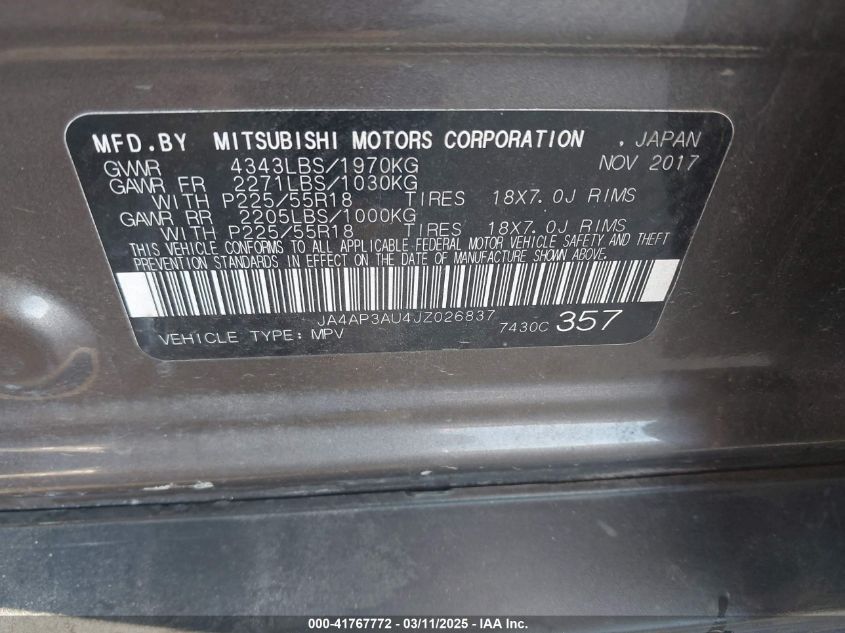 MFD.BY MITSUBISHI MOTORS CORPORATION . JAPAN
GVWR 4343LBS/1970KG NOV 2017
GAWR FR 2271LBS/1030KG
WITH P225/55R18 TIRES 18X7.0J RIMS
GAWR RR 2205LBS/1000KG
WITH P225/55R18 TIRES 18X7.0J RIMS
THIS VEHICLE CONFORMS TO ALL APPLICABLE FEDERAL MOTOR VEHICLE SAFETY AND THEFT
PREVENTION STANDARDS IN EFFECT ON THE DATE OF MANUFACTURE SHOWN ABOVE.
JA4AP3AU4JZ026837
VEHICLE TYPE: MPV 7430C 357
000-41767772 - 03/11/2025 - IAA Inc.